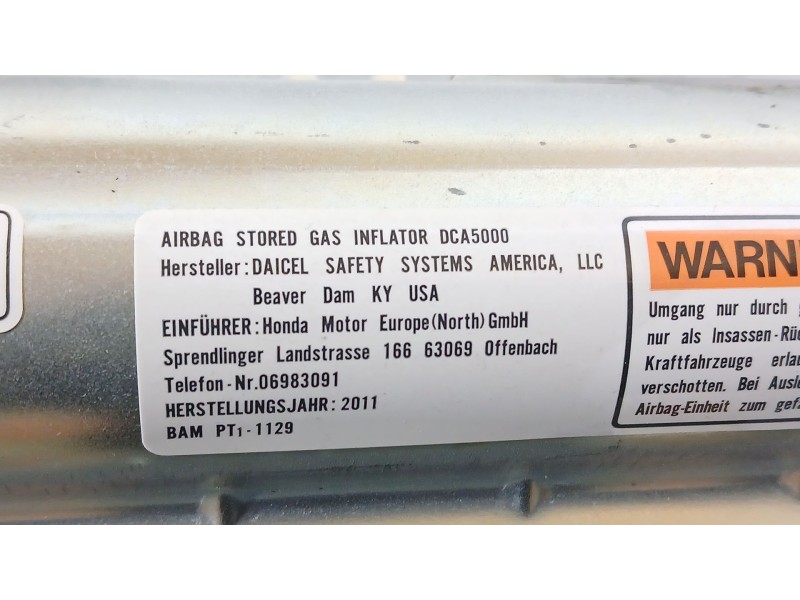 AIRBAG STORED GAS INFLATOR DCA5000
Hersteller: DAICEL SAFETY SYSTEMS AMERICA, LLC
Beaver Dam KY USA
EINFÜHRER: Honda Motor Europe (North) GmbH
Sprendlinger Landstrasse 166 63069 Offenbach
Telefon-Nr.06983091
HERSTELLUNGSJAHR: 2011
BAM PT1-1129
Umgang nur durch
nur als Insassen-
Kraftfahrzeuge
verschotten. Bei
Airbag-Einheit zum